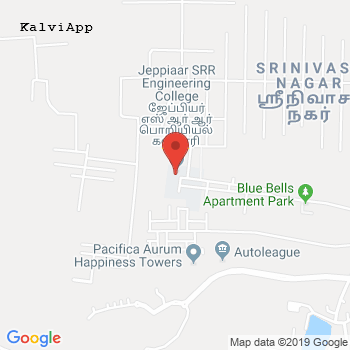 KalviApp
Jeppiaar SRR
Engineering
College
ஜேப்பியர்
எஸ் ஆர் ஆர்
பொறியியல்
SRINIVAS
NAGAR
ஸ்ரீநிவாச
நகர்
Blue Bells
Apartment Park
Pacifica Aurum
Happiness Towers
Autoleague
Google
Map data ©2019 Google